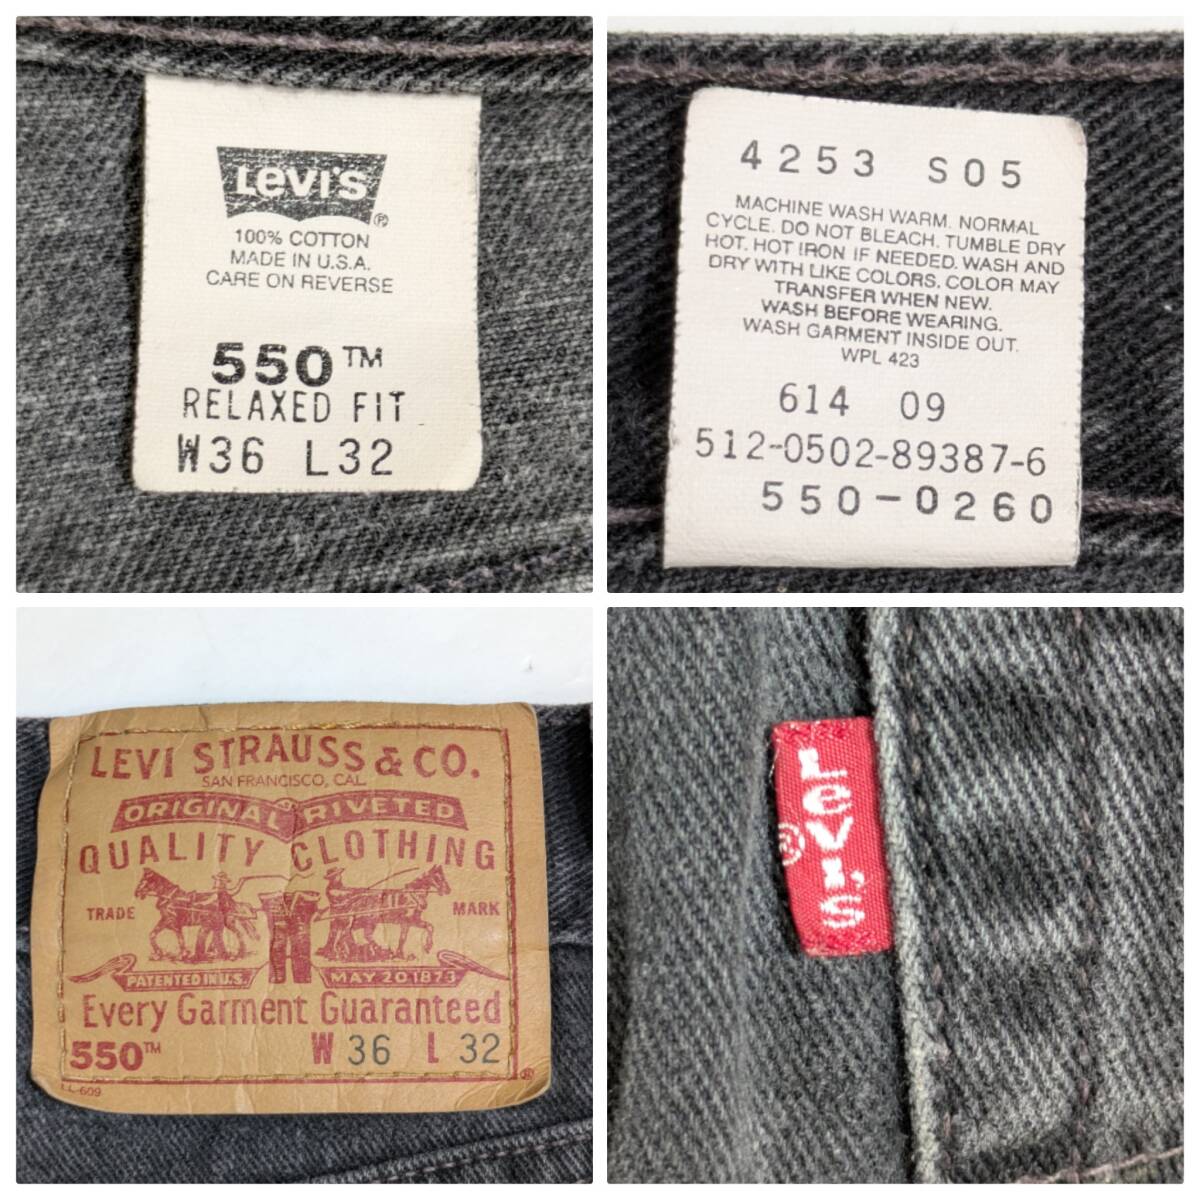 Levi's
®
100% COTTON
MADE IN U.S.A.
CARE ON REVERSE
550™
RELAXED FIT
W36 L32
4253 S05
MACHINE WASH WARM. NORMAL
CYCLE. DO NOT BLEACH. TUMBLE DRY
HOT. HOT IRON IF NEEDED. WASH AND
DRY WITH LIKE COLORS. COLOR MAY
TRANSFER WHEN NEW.
WASH BEFORE WEARING.
WASH GARMENT INSIDE OUT.
WPL 423
614 09
512-0502-89387-6
550-0260
LEVI STRAUSS & CO.
SAN FRANCISCO, CAL.
ORIGINAL RIVETED
QUALITY CLOTHING
TRADE MARK
PATENTED IN U.S. MAY 20 1873
Every Garment Guaranteed
550™ W 36 L 32
®
LL-609
Levi's
®